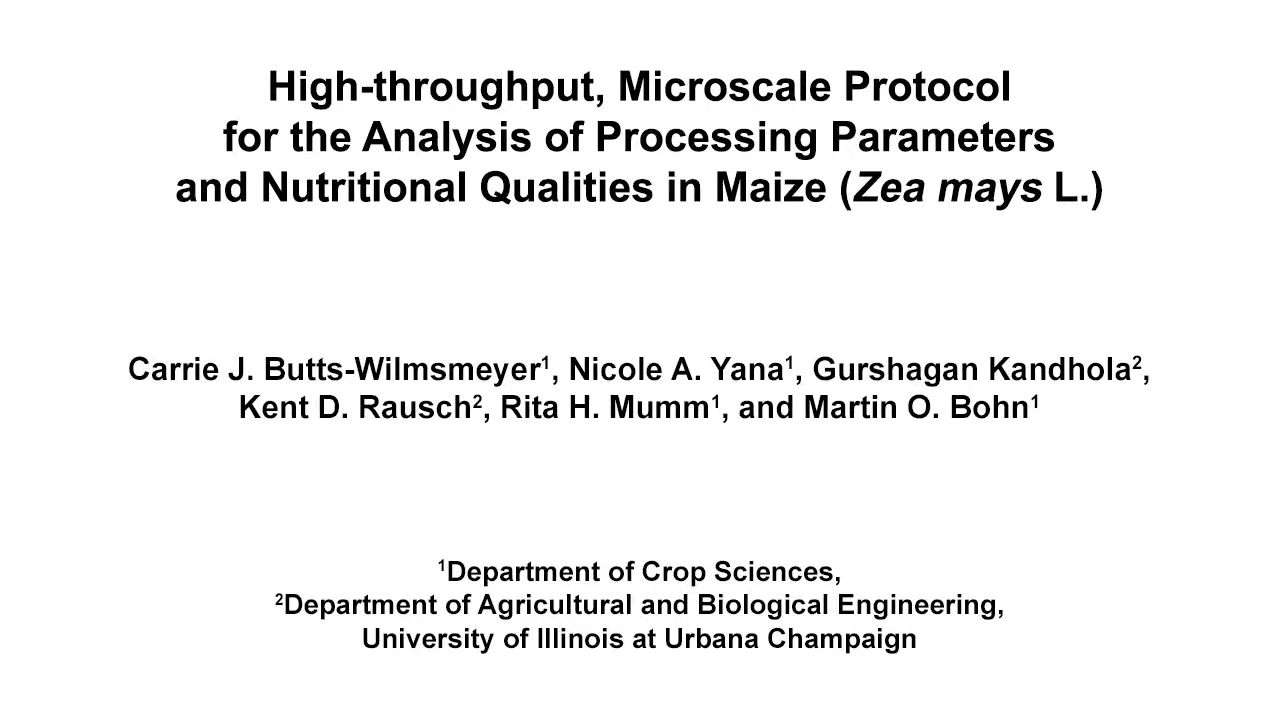 High-throughput, Microscale Protocol
for the Analysis of Processing Parameters
and Nutritional Qualities in Maize (Zea mays L.)
Carrie J. Butts-Wilmsmeyer¹, Nicole A. Yana¹, Gurshagan Kandhola²,
Kent D. Rausch², Rita H. Mumm¹, and Martin O. Bohn¹
¹Department of Crop Sciences,
²Department of Agricultural and Biological Engineering,
University of Illinois at Urbana Champaign